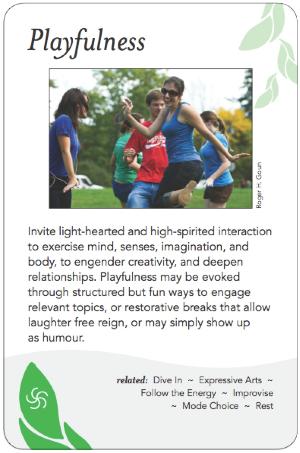 Playfulness
Roger H. Goun
Invite light-hearted and high-spirited interaction
to exercise mind, senses, imagination, and
body, to engender creativity, and deepen
relationships. Playfulness may be evoked
through structured but fun ways to engage
relevant topics, or restorative breaks that allow
laughter free reign, or may simply show up
as humour.
related: Dive In ~ Expressive Arts ~
Follow the Energy ~ Improvise
~ Mode Choice ~ Rest